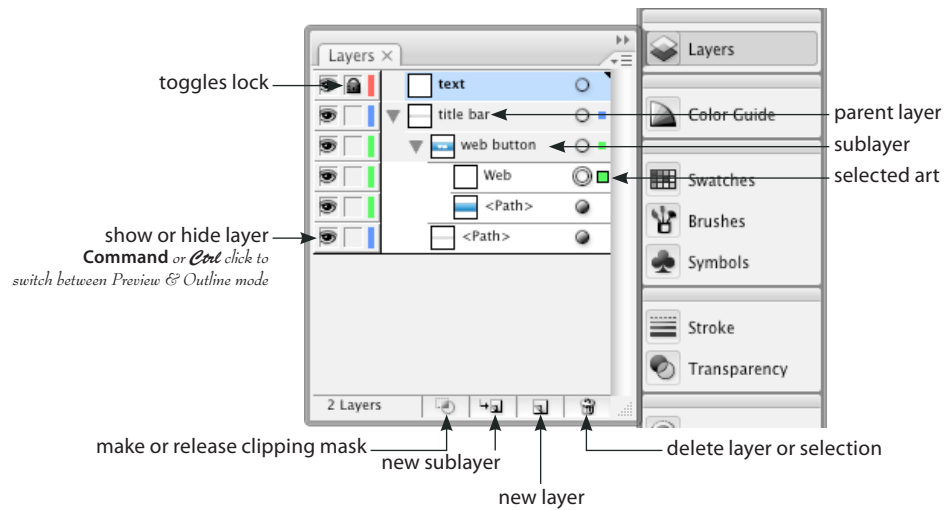 Layers
toggles lock
text
title bar
parent layer
Color Guide
web button
sublayer
Web
selected art
Swatches
<Path>
Brushes
show or hide layer
<Path>
Command or Ctrl click to
switch between Preview & Outline mode
Symbols
Stroke
Transparency
2 Layers
make or release clipping mask
delete layer or selection
new sublayer
new layer
Layers